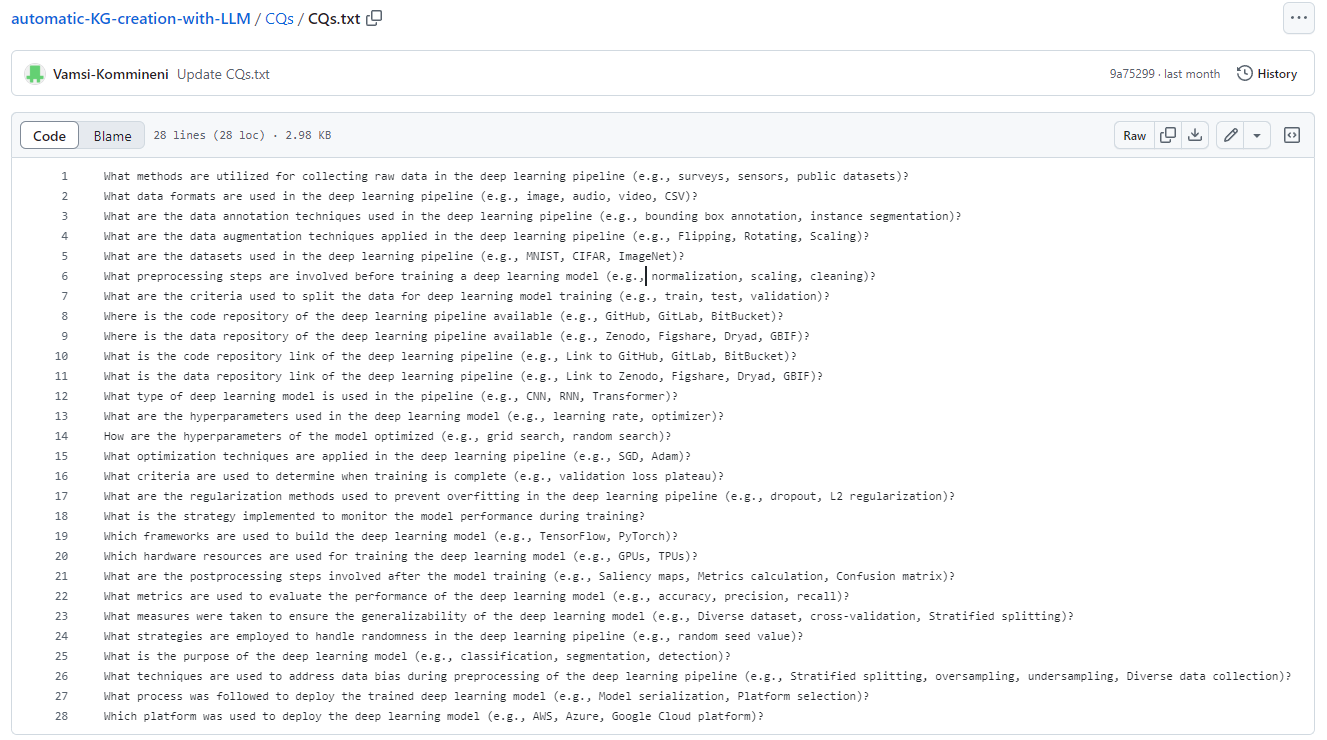 automatic-KG-creation-with-LLM / CQs / CQs.txt
Vamsi-Kommineni Update CQs.txt 9a75299 · last month History
Code Blame 28 lines (28 loc) · 2.98 KB Raw
1 What methods are utilized for collecting raw data in the deep learning pipeline (e.g., surveys, sensors, public datasets)?
2 What data formats are used in the deep learning pipeline (e.g., image, audio, video, CSV)?
3 What are the data annotation techniques used in the deep learning pipeline (e.g., bounding box annotation, instance segmentation)?
4 What are the data augmentation techniques applied in the deep learning pipeline (e.g., Flipping, Rotating, Scaling)?
5 What are the datasets used in the deep learning pipeline (e.g., MNIST, CIFAR, ImageNet)?
6 What preprocessing steps are involved before training a deep learning model (e.g., normalization, scaling, cleaning)?
7 What are the criteria used to split the data for deep learning model training (e.g., train, test, validation)?
8 Where is the code repository of the deep learning pipeline available (e.g., GitHub, GitLab, BitBucket)?
9 Where is the data repository of the deep learning pipeline available (e.g., Zenodo, Figshare, Dryad, GBIF)?
10 What is the code repository link of the deep learning pipeline (e.g., Link to GitHub, GitLab, BitBucket)?
11 What is the data repository link of the deep learning pipeline (e.g., Link to Zenodo, Figshare, Dryad, GBIF)?
12 What type of deep learning model is used in the pipeline (e.g., CNN, RNN, Transformer)?
13 What are the hyperparameters used in the deep learning model (e.g., learning rate, optimizer)?
14 How are the hyperparameters of the model optimized (e.g., grid search, random search)?
15 What optimization techniques are applied in the deep learning pipeline (e.g., SGD, Adam)?
16 What criteria are used to determine when training is complete (e.g., validation loss plateau)?
17 What are the regularization methods used to prevent overfitting in the deep learning pipeline (e.g., dropout, L2 regularization)?
18 What is the strategy implemented to monitor the model performance during training?
19 Which frameworks are used to build the deep learning model (e.g., TensorFlow, PyTorch)?
20 Which hardware resources are used for training the deep learning model (e.g., GPUs, TPUs)?
21 What are the postprocessing steps involved after the model training (e.g., Saliency maps, Metrics calculation, Confusion matrix)?
22 What metrics are used to evaluate the performance of the deep learning model (e.g., accuracy, precision, recall)?
23 What measures were taken to ensure the generalizability of the deep learning model (e.g., Diverse dataset, cross-validation, Stratified splitting)?
24 What strategies are employed to handle randomness in the deep learning pipeline (e.g., random seed value)?
25 What is the purpose of the deep learning model (e.g., classification, segmentation, detection)?
26 What techniques are used to address data bias during preprocessing of the deep learning pipeline (e.g., Stratified splitting, oversampling, undersampling, Diverse data collection)?
27 What process was followed to deploy the trained deep learning model (e.g., Model serialization, Platform selection)?
28 Which platform was used to deploy the deep learning model (e.g., AWS, Azure, Google Cloud platform)?